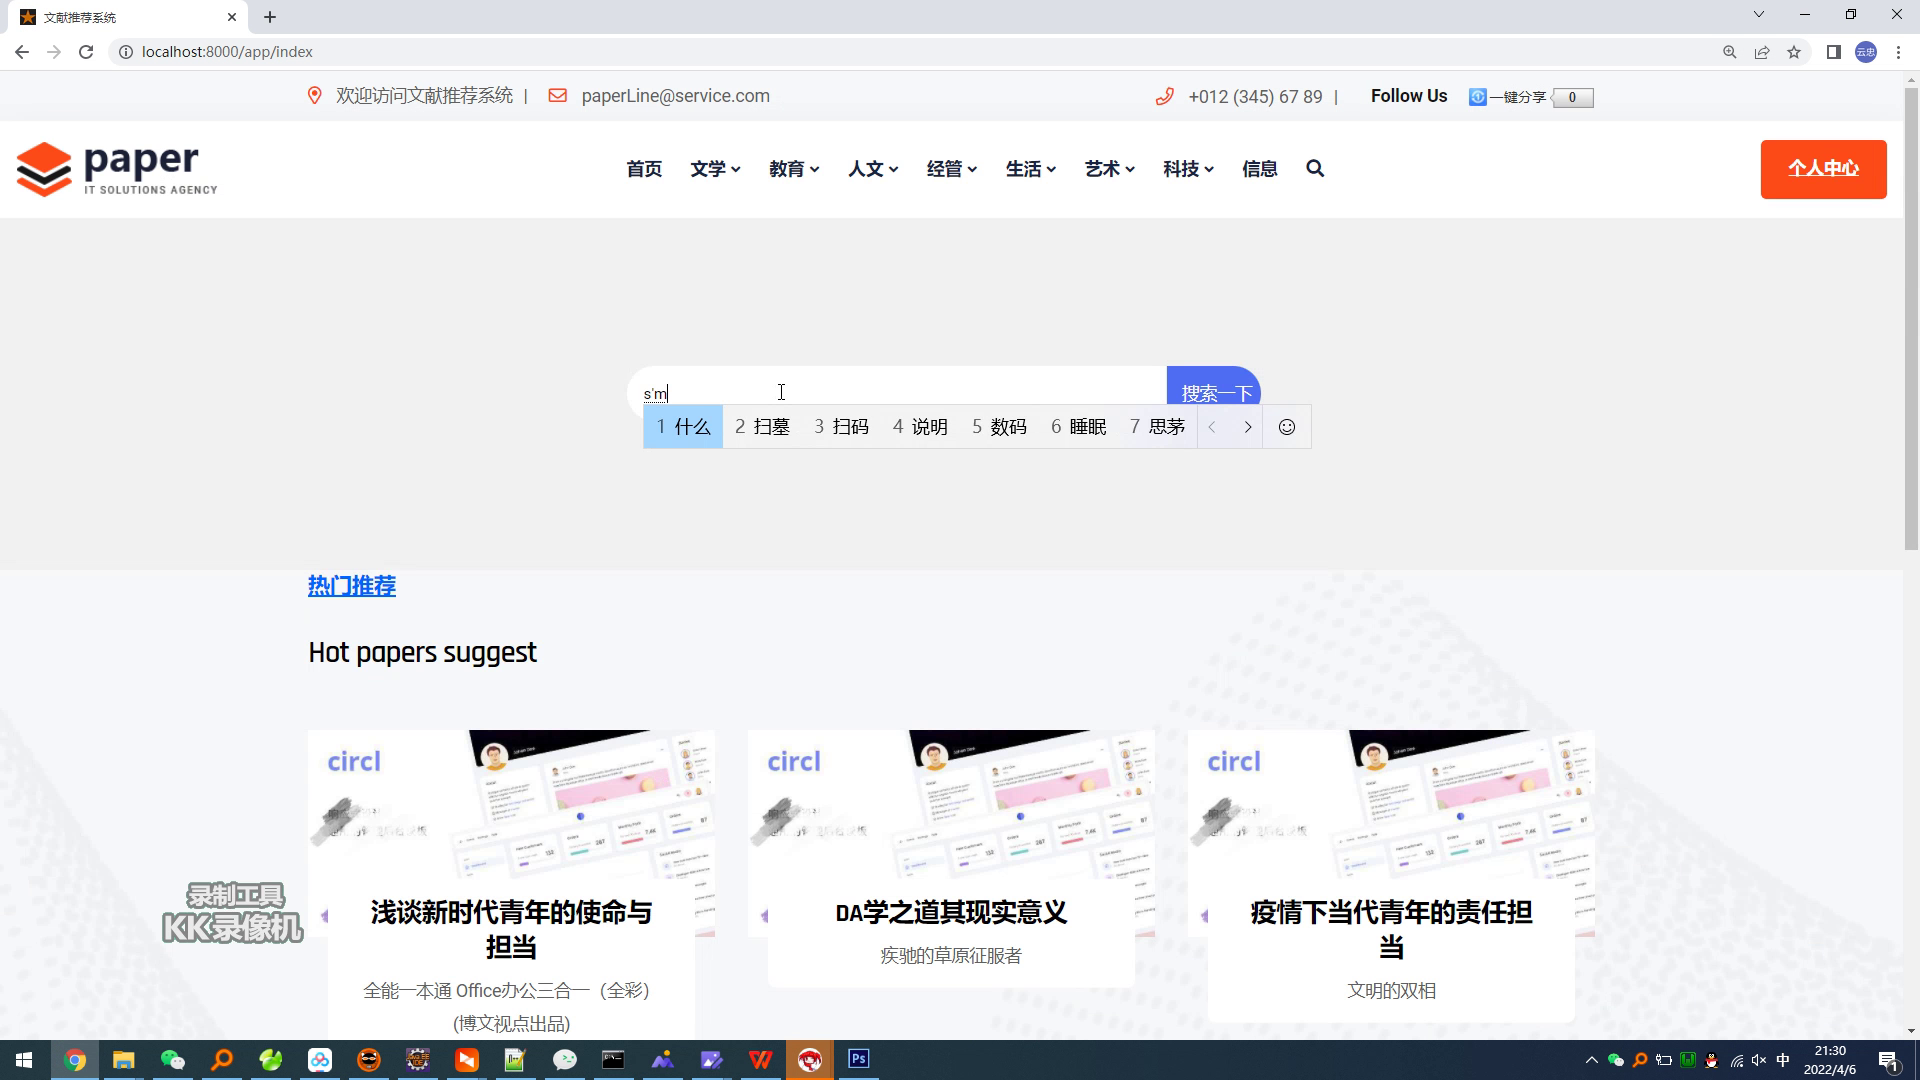 文献推荐系统
localhost:8000/app/index
云忠
欢迎访问文献推荐系统 | paperLine@service.com
+012 (345) 67 89 | Follow Us 一键分享 0
paper
IT SOLUTIONS AGENCY
首页 文学 教育 人文 经管 生活 艺术 科技 信息
个人中心
s'm
搜索一下
1 什么 2 扫墓 3 扫码 4 说明 5 数码 6 睡眠 7 思茅
热门推荐
Hot papers suggest
circl circl circl
浅谈新时代青年的使命与
担当
全能一本通 Office办公三合一（全彩）
(博文视点出品)
DA学之道其现实意义
疾驰的草原征服者
疫情下当代青年的责任担
当
文明的双相
录制工具
KK录像机
Ps
中
21:30
2022/4/6
1